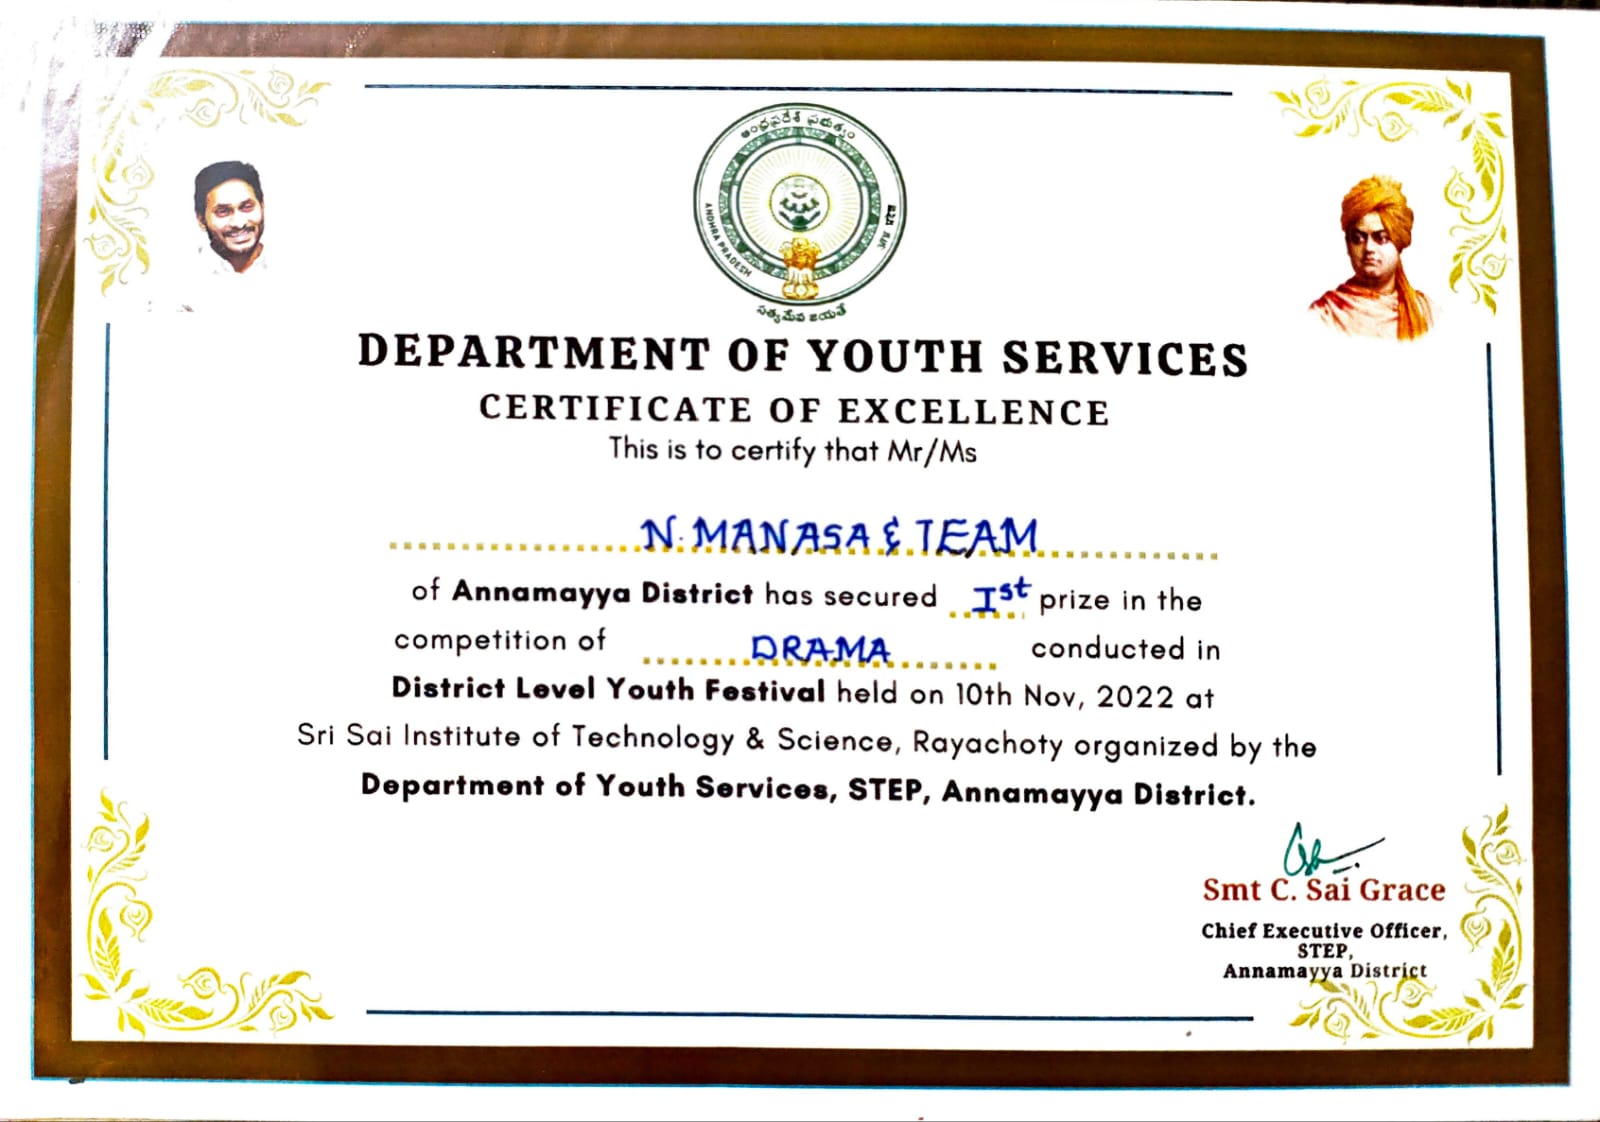 ఆంధ్రప్రదేశ్ ప్రభుత్వం
ANDHRA PRADESH
సత్యమేవ జయతే
DEPARTMENT OF YOUTH SERVICES
CERTIFICATE OF EXCELLENCE
This is to certify that Mr/Ms
N. MANASA & TEAM
of Annamayya District has secured Ist prize in the
competition of DRAMA conducted in
District Level Youth Festival held on 10th Nov, 2022 at
Sri Sai Institute of Technology & Science, Rayachoty organized by the
Department of Youth Services, STEP, Annamayya District.
Smt C. Sai Grace
Chief Executive Officer,
STEP,
Annamayya District